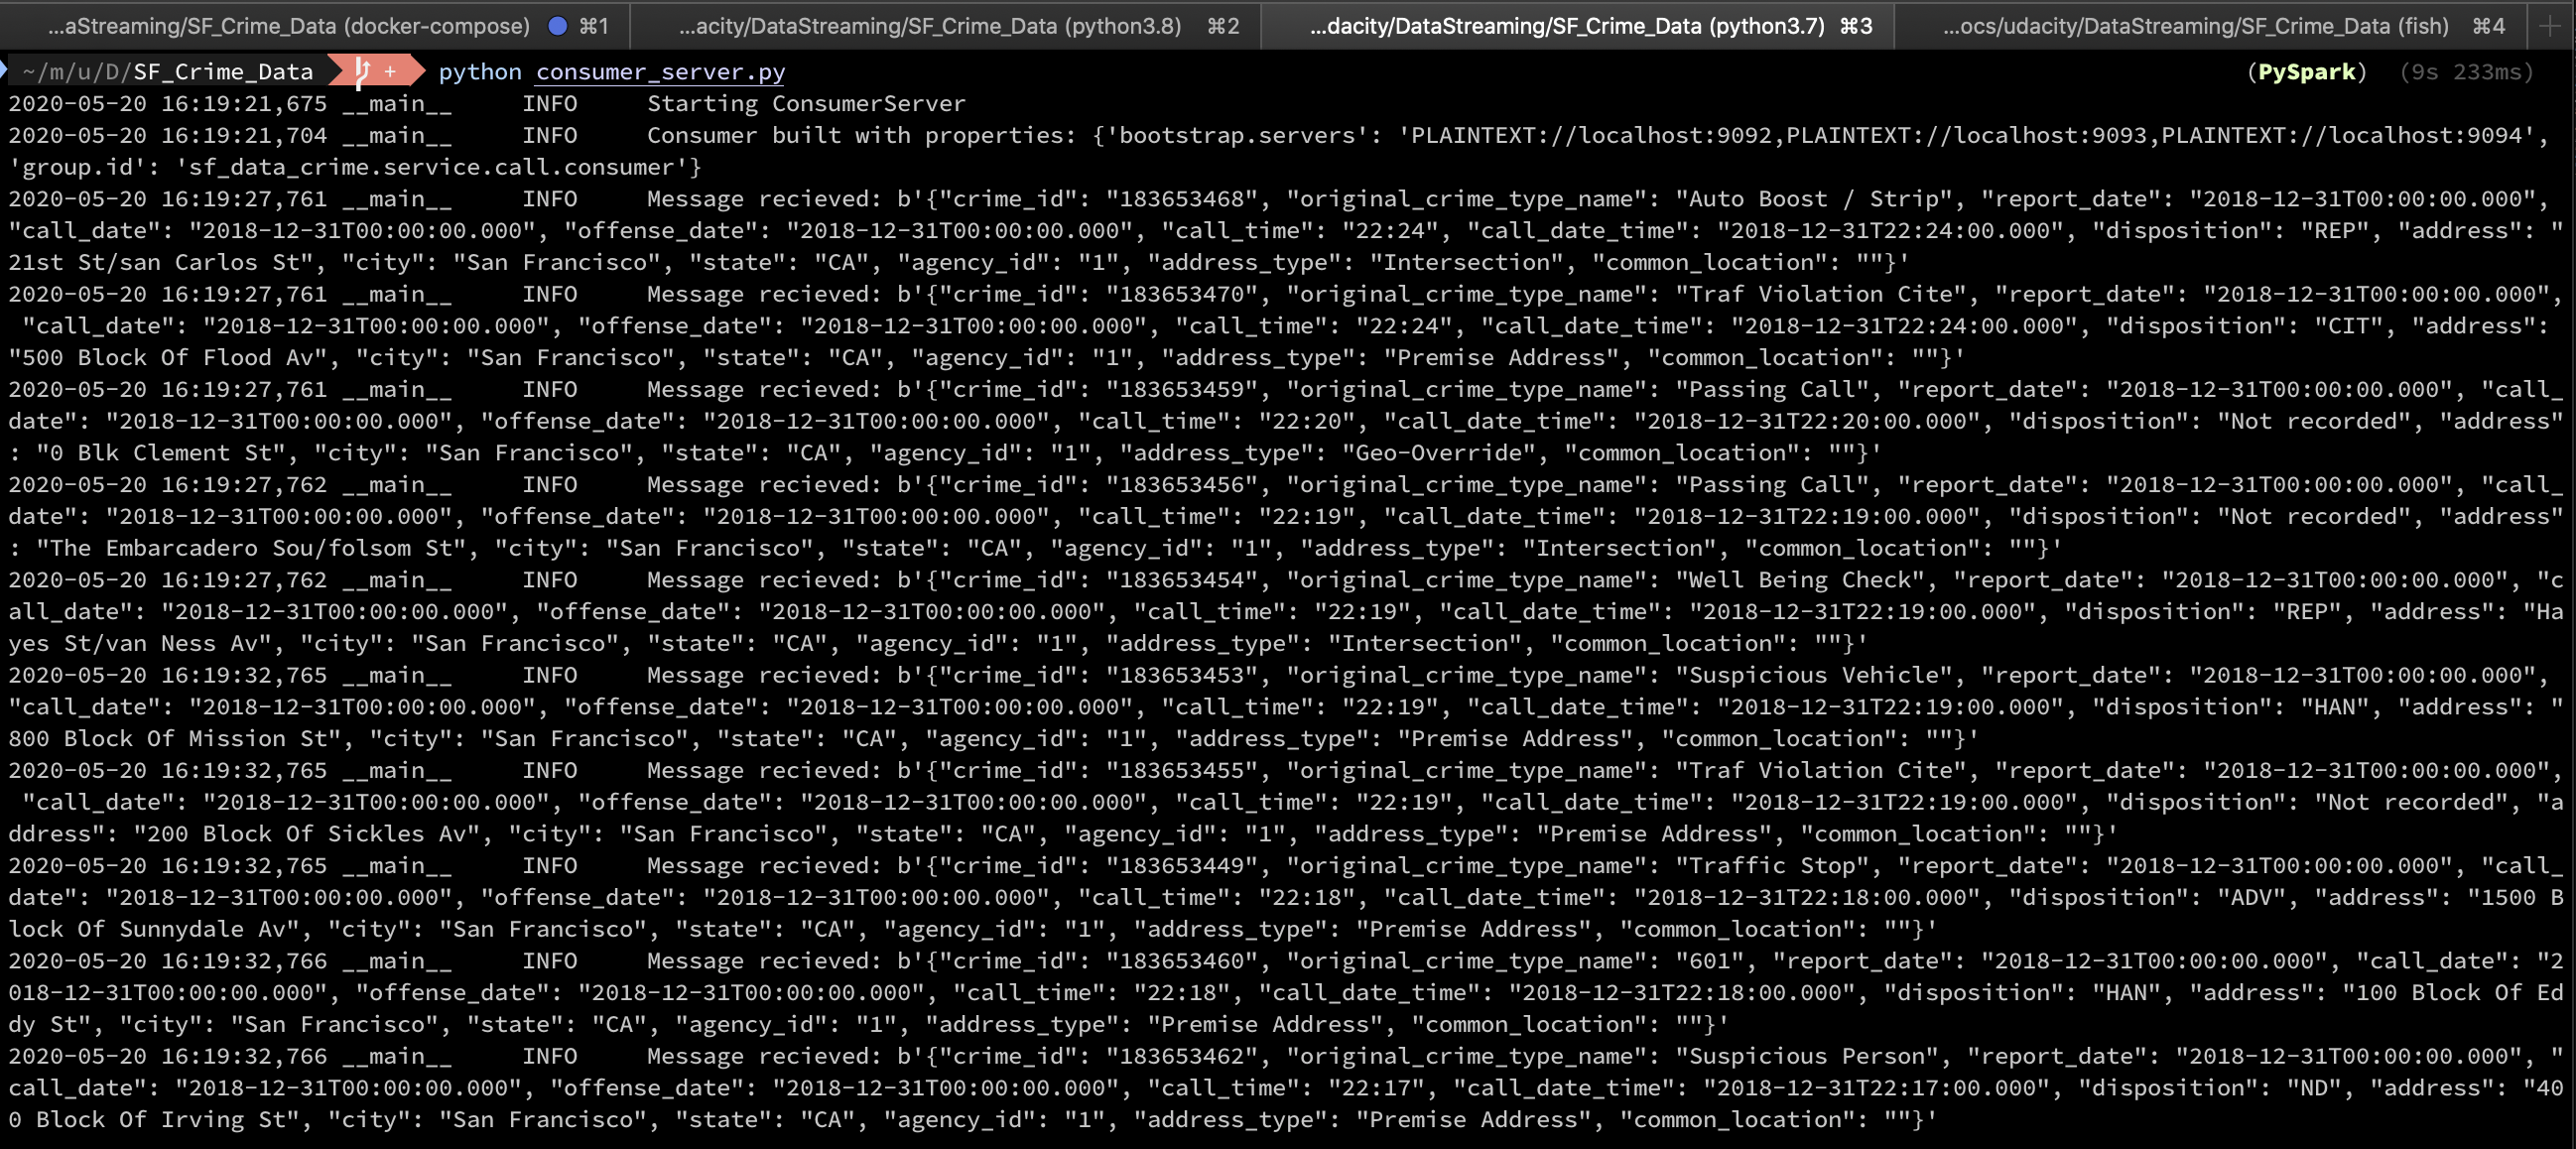 ...aStreaming/SF_Crime_Data (docker-compose) ⌘1 ...acity/DataStreaming/SF_Crime_Data (python3.8) ⌘2 ...dacity/DataStreaming/SF_Crime_Data (python3.7) ⌘3 ...ocs/udacity/DataStreaming/SF_Crime_Data (fish) ⌘4 +
~/m/u/D/SF_Crime_Data + python consumer_server.py (PySpark) (9s 233ms)
2020-05-20 16:19:21,675 __main__ INFO Starting ConsumerServer
2020-05-20 16:19:21,704 __main__ INFO Consumer built with properties: {'bootstrap.servers': 'PLAINTEXT://localhost:9092,PLAINTEXT://localhost:9093,PLAINTEXT://localhost:9094',
'group.id': 'sf_data_crime.service.call.consumer'}
2020-05-20 16:19:27,761 __main__ INFO Message recieved: b'{"crime_id": "183653468", "original_crime_type_name": "Auto Boost / Strip", "report_date": "2018-12-31T00:00:00.000",
"call_date": "2018-12-31T00:00:00.000", "offense_date": "2018-12-31T00:00:00.000", "call_time": "22:24", "call_date_time": "2018-12-31T22:24:00.000", "disposition": "REP", "address": "
21st St/san Carlos St", "city": "San Francisco", "state": "CA", "agency_id": "1", "address_type": "Intersection", "common_location": ""}'
2020-05-20 16:19:27,761 __main__ INFO Message recieved: b'{"crime_id": "183653470", "original_crime_type_name": "Traf Violation Cite", "report_date": "2018-12-31T00:00:00.000",
"call_date": "2018-12-31T00:00:00.000", "offense_date": "2018-12-31T00:00:00.000", "call_time": "22:24", "call_date_time": "2018-12-31T22:24:00.000", "disposition": "CIT", "address":
"500 Block Of Flood Av", "city": "San Francisco", "state": "CA", "agency_id": "1", "address_type": "Premise Address", "common_location": ""}'
2020-05-20 16:19:27,761 __main__ INFO Message recieved: b'{"crime_id": "183653459", "original_crime_type_name": "Passing Call", "report_date": "2018-12-31T00:00:00.000", "call_
date": "2018-12-31T00:00:00.000", "offense_date": "2018-12-31T00:00:00.000", "call_time": "22:20", "call_date_time": "2018-12-31T22:20:00.000", "disposition": "Not recorded", "address"
: "0 Blk Clement St", "city": "San Francisco", "state": "CA", "agency_id": "1", "address_type": "Geo-Override", "common_location": ""}'
2020-05-20 16:19:27,762 __main__ INFO Message recieved: b'{"crime_id": "183653456", "original_crime_type_name": "Passing Call", "report_date": "2018-12-31T00:00:00.000", "call_
date": "2018-12-31T00:00:00.000", "offense_date": "2018-12-31T00:00:00.000", "call_time": "22:19", "call_date_time": "2018-12-31T22:19:00.000", "disposition": "Not recorded", "address"
: "The Embarcadero Sou/folsom St", "city": "San Francisco", "state": "CA", "agency_id": "1", "address_type": "Intersection", "common_location": ""}'
2020-05-20 16:19:27,762 __main__ INFO Message recieved: b'{"crime_id": "183653454", "original_crime_type_name": "Well Being Check", "report_date": "2018-12-31T00:00:00.000", "c
all_date": "2018-12-31T00:00:00.000", "offense_date": "2018-12-31T00:00:00.000", "call_time": "22:19", "call_date_time": "2018-12-31T22:19:00.000", "disposition": "REP", "address": "Ha
yes St/van Ness Av", "city": "San Francisco", "state": "CA", "agency_id": "1", "address_type": "Intersection", "common_location": ""}'
2020-05-20 16:19:32,765 __main__ INFO Message recieved: b'{"crime_id": "183653453", "original_crime_type_name": "Suspicious Vehicle", "report_date": "2018-12-31T00:00:00.000",
"call_date": "2018-12-31T00:00:00.000", "offense_date": "2018-12-31T00:00:00.000", "call_time": "22:19", "call_date_time": "2018-12-31T22:19:00.000", "disposition": "HAN", "address": "
800 Block Of Mission St", "city": "San Francisco", "state": "CA", "agency_id": "1", "address_type": "Premise Address", "common_location": ""}'
2020-05-20 16:19:32,765 __main__ INFO Message recieved: b'{"crime_id": "183653455", "original_crime_type_name": "Traf Violation Cite", "report_date": "2018-12-31T00:00:00.000",
"call_date": "2018-12-31T00:00:00.000", "offense_date": "2018-12-31T00:00:00.000", "call_time": "22:19", "call_date_time": "2018-12-31T22:19:00.000", "disposition": "Not recorded", "a
ddress": "200 Block Of Sickles Av", "city": "San Francisco", "state": "CA", "agency_id": "1", "address_type": "Premise Address", "common_location": ""}'
2020-05-20 16:19:32,765 __main__ INFO Message recieved: b'{"crime_id": "183653449", "original_crime_type_name": "Traffic Stop", "report_date": "2018-12-31T00:00:00.000", "call_
date": "2018-12-31T00:00:00.000", "offense_date": "2018-12-31T00:00:00.000", "call_time": "22:18", "call_date_time": "2018-12-31T22:18:00.000", "disposition": "ADV", "address": "1500 B
lock Of Sunnydale Av", "city": "San Francisco", "state": "CA", "agency_id": "1", "address_type": "Premise Address", "common_location": ""}'
2020-05-20 16:19:32,766 __main__ INFO Message recieved: b'{"crime_id": "183653460", "original_crime_type_name": "601", "report_date": "2018-12-31T00:00:00.000", "call_date": "2
018-12-31T00:00:00.000", "offense_date": "2018-12-31T00:00:00.000", "call_time": "22:18", "call_date_time": "2018-12-31T22:18:00.000", "disposition": "HAN", "address": "100 Block Of Ed
dy St", "city": "San Francisco", "state": "CA", "agency_id": "1", "address_type": "Premise Address", "common_location": ""}'
2020-05-20 16:19:32,766 __main__ INFO Message recieved: b'{"crime_id": "183653462", "original_crime_type_name": "Suspicious Person", "report_date": "2018-12-31T00:00:00.000", "
call_date": "2018-12-31T00:00:00.000", "offense_date": "2018-12-31T00:00:00.000", "call_time": "22:17", "call_date_time": "2018-12-31T22:17:00.000", "disposition": "ND", "address": "40
0 Block Of Irving St", "city": "San Francisco", "state": "CA", "agency_id": "1", "address_type": "Premise Address", "common_location": ""}'